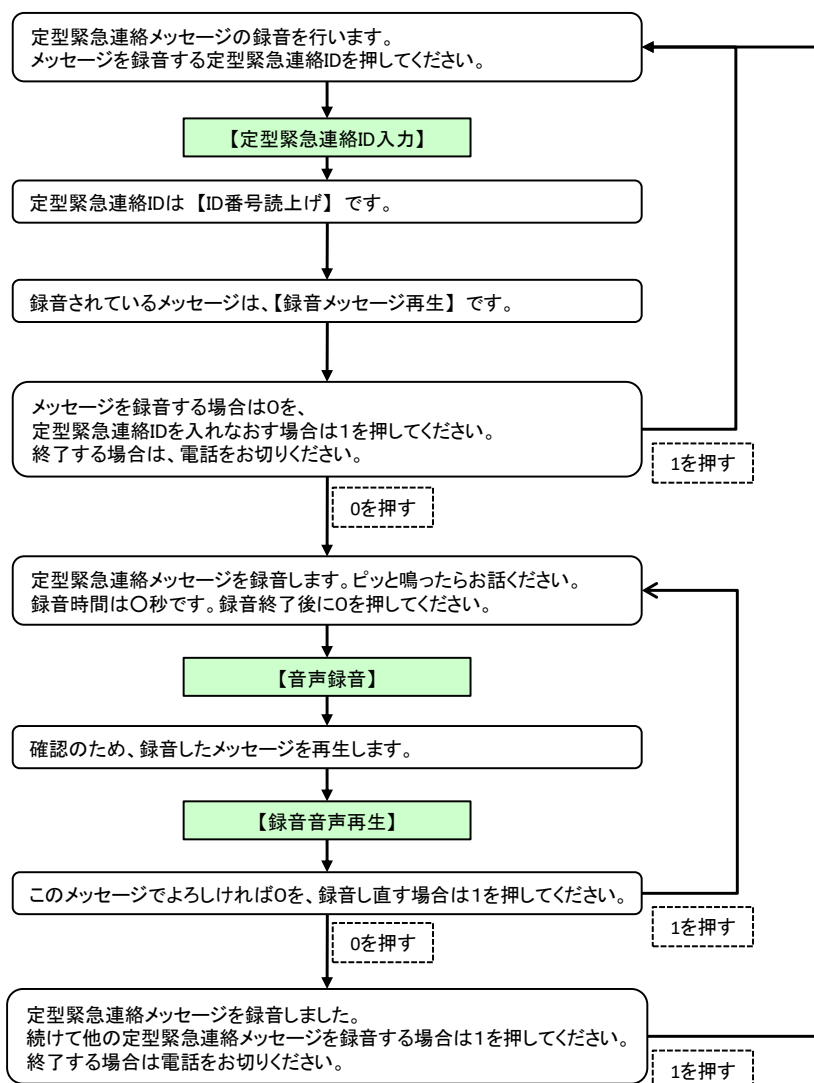 定型緊急連絡メッセージの録音を行います。
メッセージを録音する定型緊急連絡IDを押してください。
【定型緊急連絡ID入力】
定型緊急連絡IDは 【ID番号読上げ】 です。
録音されているメッセージは、【録音メッセージ再生】 です。
メッセージを録音する場合は0を、
定型緊急連絡IDを入れなおす場合は1を押してください。
終了する場合は、電話をお切りください。
1を押す
0を押す
定型緊急連絡メッセージを録音します。ピッと鳴ったらお話ください。
録音時間は〇秒です。録音終了後に0を押してください。
【音声録音】
確認のため、録音したメッセージを再生します。
【録音音声再生】
このメッセージでよろしければ0を、録音し直す場合は1を押してください。
1を押す
0を押す
定型緊急連絡メッセージを録音しました。
続けて他の定型緊急連絡メッセージを録音する場合は1を押してください。
終了する場合は電話をお切りください。
1を押す